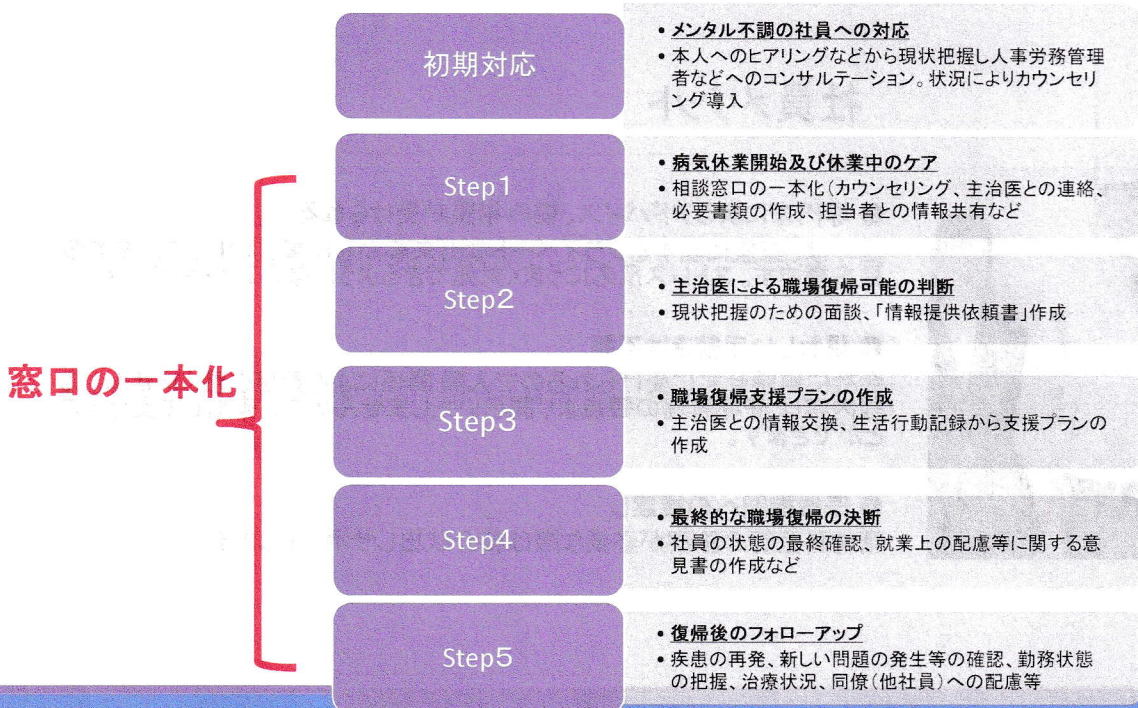 初期対応
• メンタル不調の社員への対応
• 本人へのヒアリングなどから現状把握し人事労務管理
者などへのコンサルテーション。状況によりカウンセリ
ング導入
窓口の一本化
Step1
• 病気休業開始及び休業中のケア
• 相談窓口の一本化(カウンセリング、主治医との連絡、
必要書類の作成、担当者との情報共有など
Step2
• 主治医による職場復帰可能の判断
• 現状把握のための面談、「情報提供依頼書」作成
Step3
• 職場復帰支援プランの作成
• 主治医との情報交換、生活行動記録から支援プランの
作成
Step4
• 最終的な職場復帰の決断
• 社員の状態の最終確認、就業上の配慮等に関する意
見書の作成など
Step5
• 復帰後のフォローアップ
• 疾患の再発、新しい問題の発生等の確認、勤務状態
の把握、治療状況、同僚(他社員)への配慮等